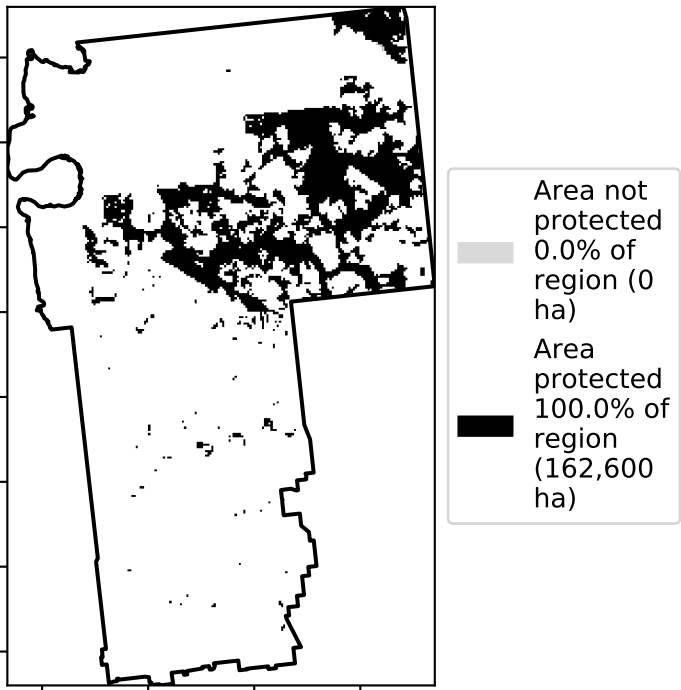 Area not
protected
0.0% of
region (0
ha)
Area
protected
100.0% of
region
(162,600
ha)